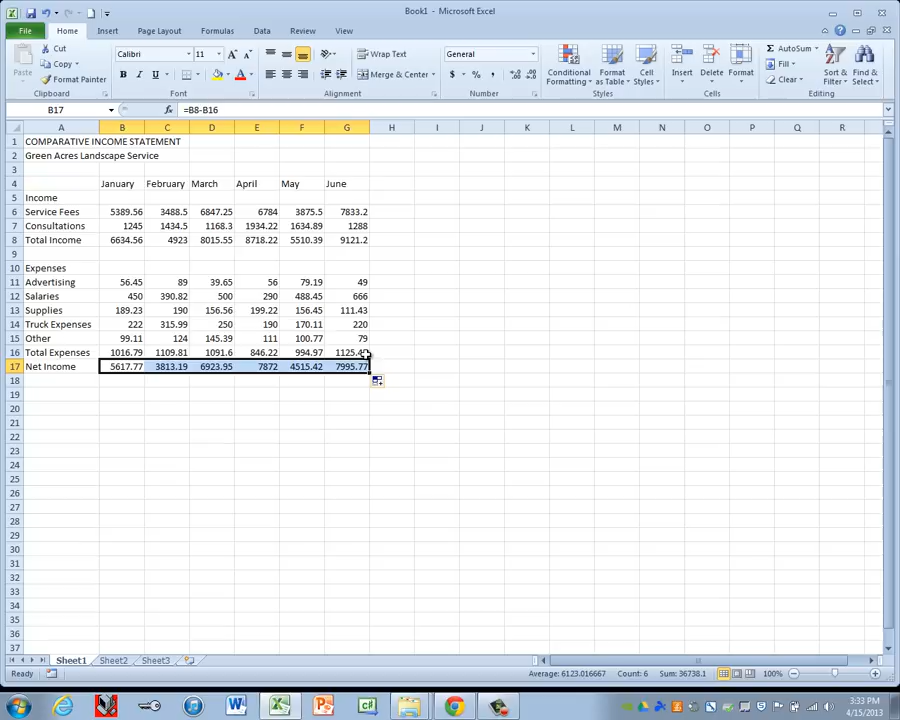 Book1 - Microsoft Excel
File Home Insert Page Layout Formulas Data Review View
Cut Calibri 11 Wrap Text General AutoSum
Paste Copy Conditional Formatting Format as Table Cell Styles Insert Delete Format Fill Sort & Filter Find & Select
Format Painter B I U A Merge & Center $ % , Clear
Clipboard Font Alignment Number Styles Cells Editing
B17 fx =B8-B16
A B C D E F G H I J K L M N O P Q R
1 COMPARATIVE INCOME STATEMENT
2 Green Acres Landscape Service
3
4 January February March April May June
5 Income
6 Service Fees 5389.56 3488.5 6847.25 6784 3875.5 7833.2
7 Consultations 1245 1434.5 1168.3 1934.22 1634.89 1288
8 Total Income 6634.56 4923 8015.55 8718.22 5510.39 9121.2
9
10 Expenses
11 Advertising 56.45 89 39.65 56 79.19 49
12 Salaries 450 390.82 500 290 488.45 666
13 Supplies 189.23 190 156.56 199.22 156.45 111.43
14 Truck Expenses 222 315.99 250 190 170.11 220
15 Other 99.11 124 145.39 111 100.77 79
16 Total Expenses 1016.79 1109.81 1091.6 846.22 994.97
17 Net Income 5617.77 3813.19 6923.95 7872 4515.42 7995.77
18
19
20
21
22
23
24
25
26
27
28
29
30
31
32
33
34
35
36
37
Sheet1 Sheet2 Sheet3
Ready Average: 6123.016667 Count: 6 Sum: 36738.1 100%
3:33 PM
4/15/2013